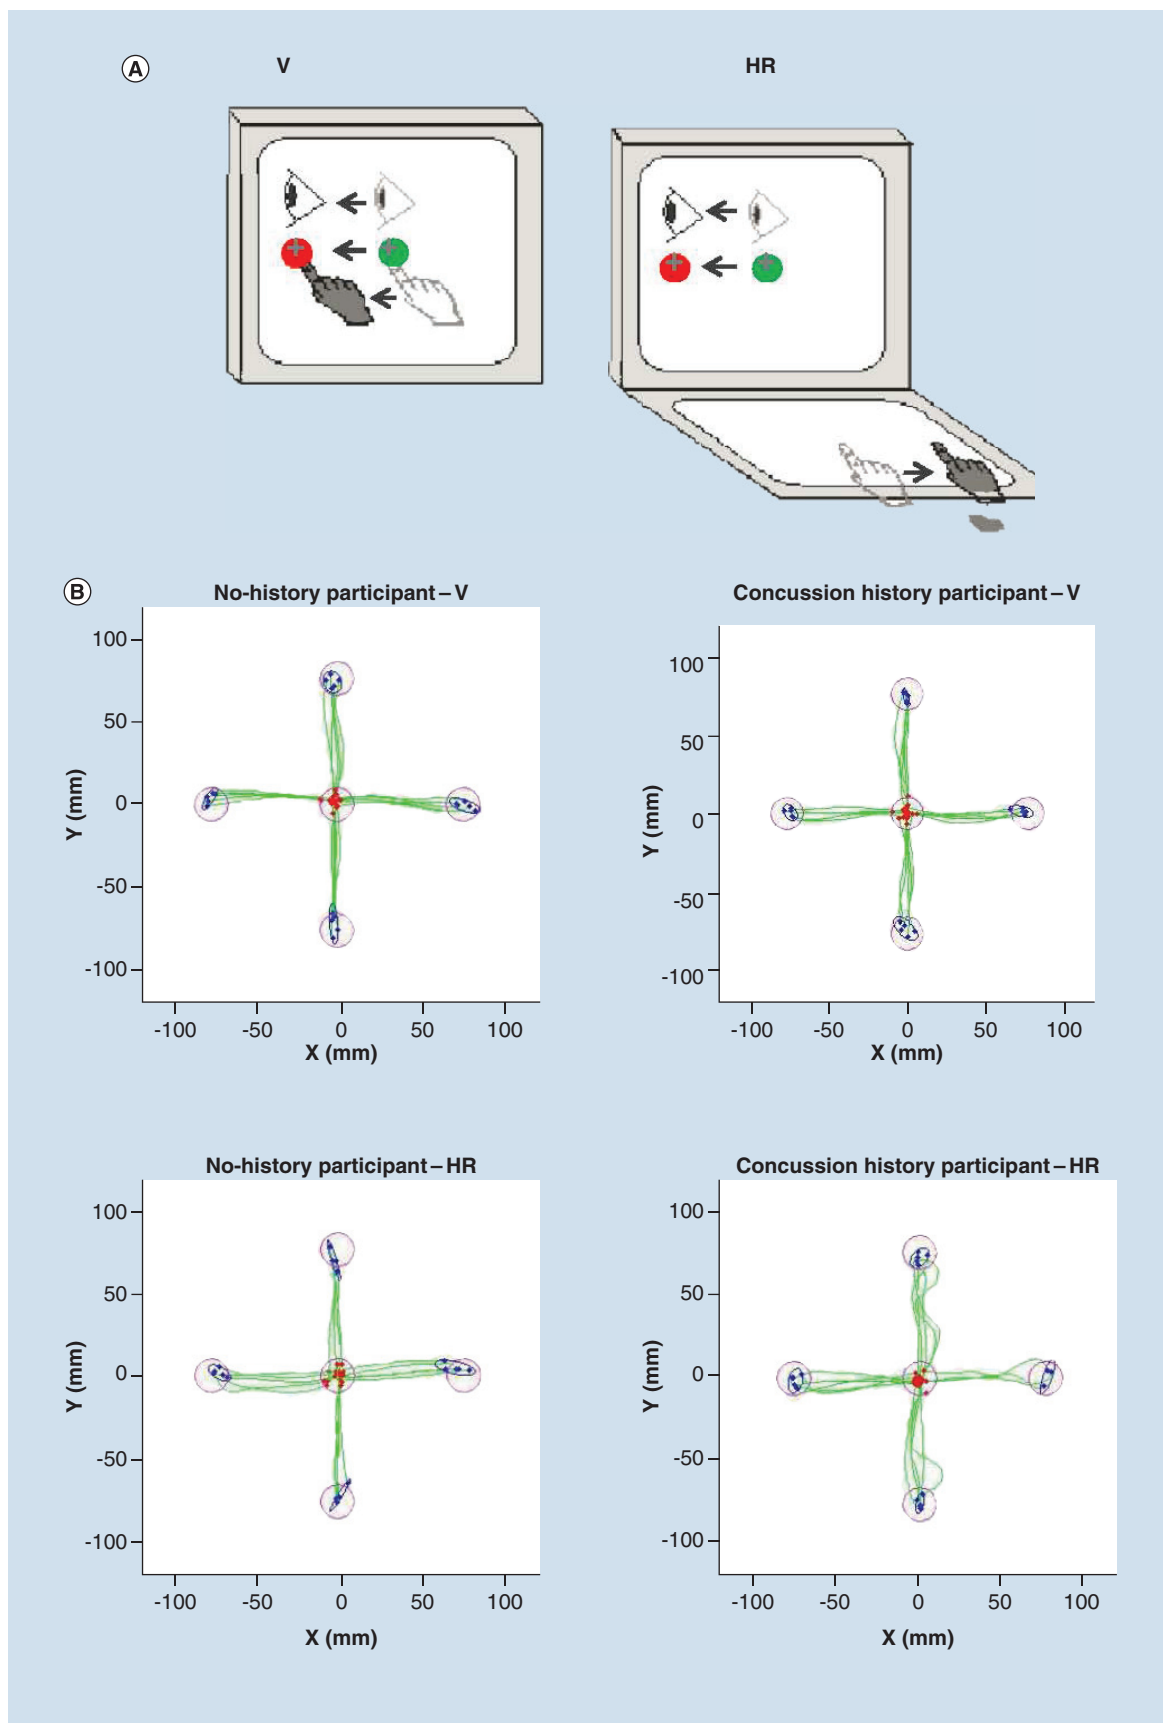 A
V
HR
B
No-history participant – V
Concussion history participant – V
100
50
0
-50
-100
Y (mm)
-100
-50
0
50
100
X (mm)
100
50
0
-50
-100
Y (mm)
-100
-50
0
50
100
X (mm)
No-history participant – HR
Concussion history participant – HR
100
50
0
-50
-100
Y (mm)
-100
-50
0
50
100
X (mm)
100
50
0
-50
-100
Y (mm)
-100
-50
0
50
100
X (mm)